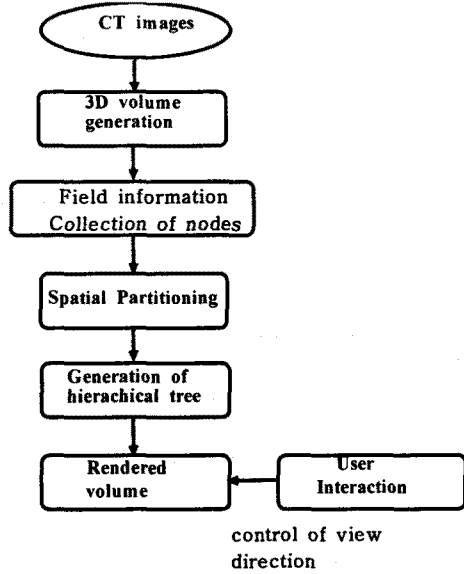 CT images
3D volume
generation
Field information
Collection of nodes
Spatial Partitioning
Generation of
hierachical tree
Rendered
volume
User
Interaction
control of view
direction